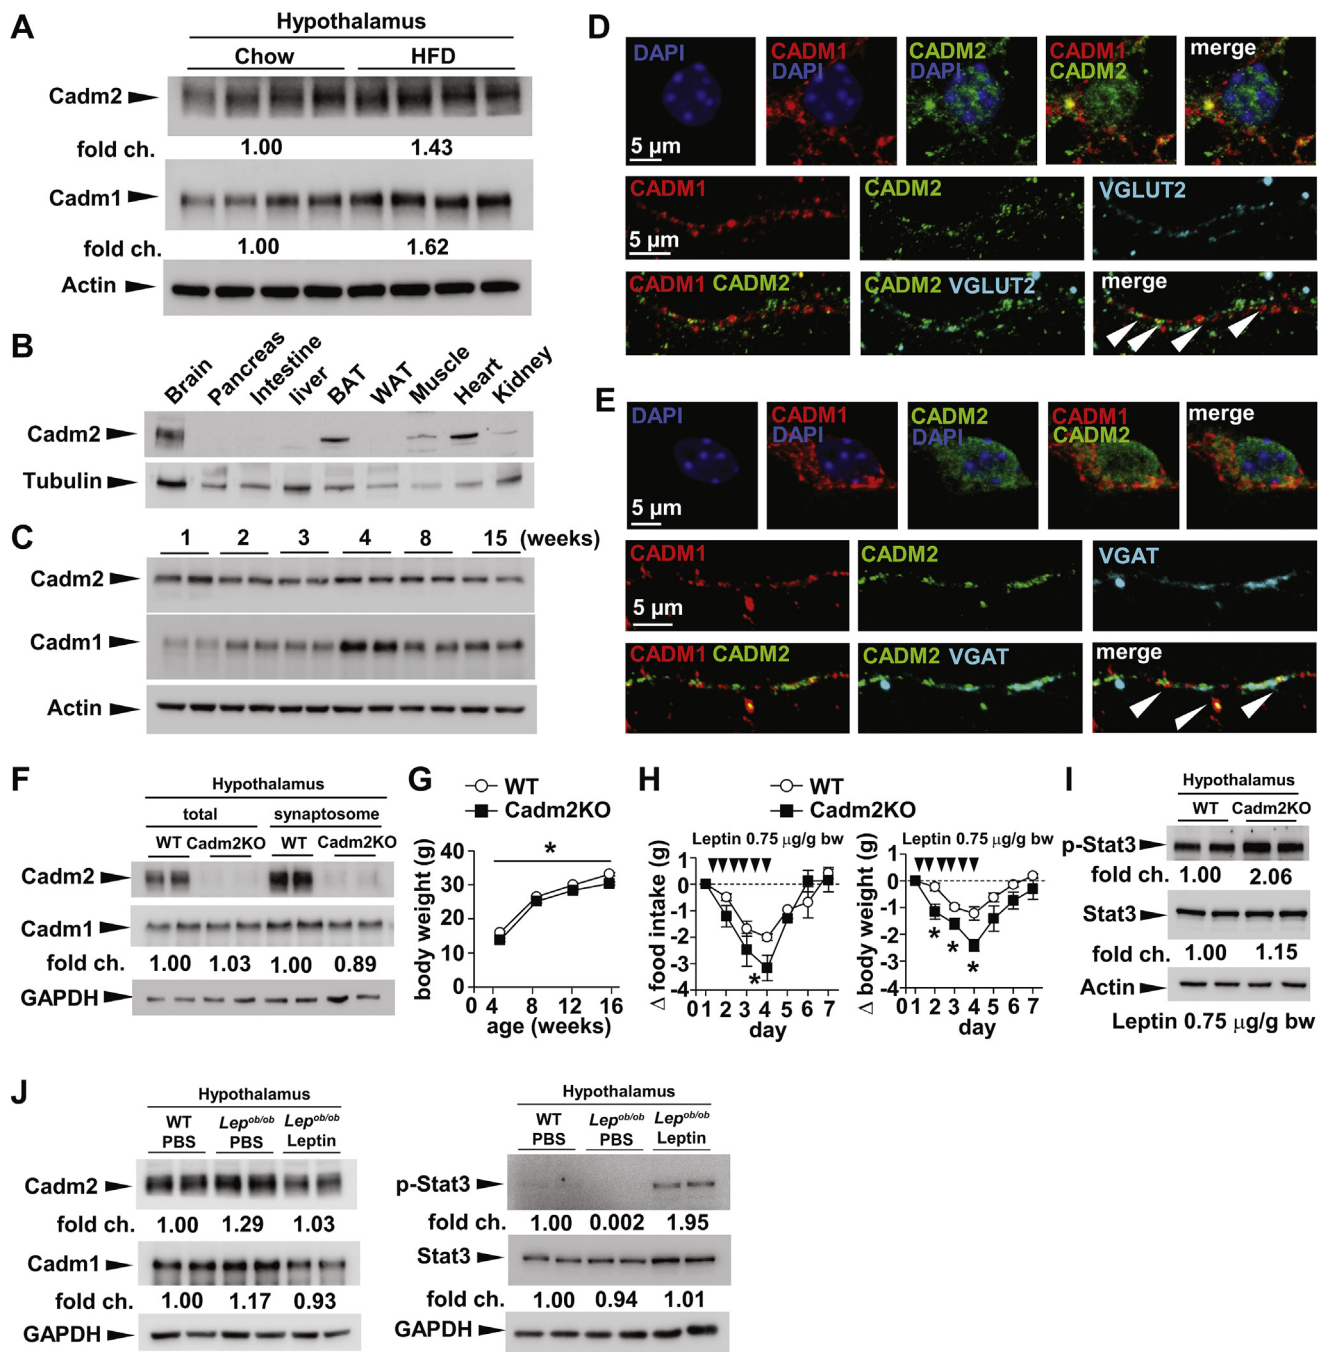 A
Hypothalamus
Chow HFD
Cadm2
fold ch. 1.00 1.43
Cadm1
fold ch. 1.00 1.62
Actin
B
Brain Pancreas Intestine liver BAT WAT Muscle Heart Kidney
Cadm2
Tubulin
C
1 2 3 4 8 15 (weeks)
Cadm2
Cadm1
Actin
D
DAPI
5 µm
CADM1
DAPI
CADM2
DAPI
CADM1
CADM2
merge
CADM1
5 µm
CADM2
VGLUT2
CADM1 CADM2
CADM2 VGLUT2
merge
E
DAPI
5 µm
CADM1
DAPI
CADM2
DAPI
CADM1
CADM2
merge
CADM1
5 µm
CADM2
VGAT
CADM1 CADM2
CADM2 VGAT
merge
F
Hypothalamus
total synaptosome
WT Cadm2KO WT Cadm2KO
Cadm2
Cadm1
fold ch. 1.00 1.03 1.00 0.89
GAPDH
G
WT
Cadm2KO
body weight (g)
40
30
20
10
0
*
0 4 8 12 16
age (weeks)
H
WT
Cadm2KO
Leptin 0.75 µg/g bw
Δ food intake (g)
1
0
-1
-2
-3
-4
*
0 1 2 3 4 5 6 7
day
Leptin 0.75 µg/g bw
Δ body weight (g)
1
0
-1
-2
-3
-4
* * *
0 1 2 3 4 5 6 7
day
I
Hypothalamus
WT Cadm2KO
p-Stat3
fold ch. 1.00 2.06
Stat3
fold ch. 1.00 1.15
Actin
Leptin 0.75 µg/g bw
J
Hypothalamus
WT Lep^ob/ob Lep^ob/ob
PBS PBS Leptin
Cadm2
fold ch. 1.00 1.29 1.03
Cadm1
fold ch. 1.00 1.17 0.93
GAPDH
Hypothalamus
WT Lep^ob/ob Lep^ob/ob
PBS PBS Leptin
p-Stat3
fold ch. 1.00 0.002 1.95
Stat3
fold ch. 1.00 0.94 1.01
GAPDH